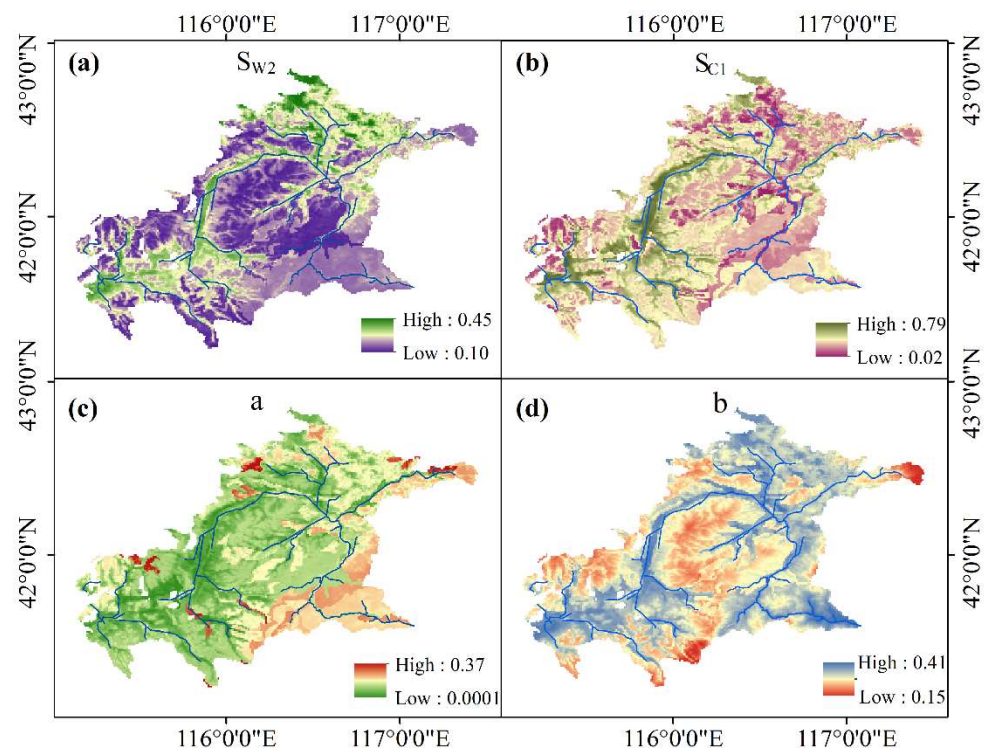 116°0'0"E 117°0'0"E 116°0'0"E 117°0'0"E
43°0'0"N
42°0'0"N
(a) S_W2
High : 0.45
Low : 0.10
(b) S_C1
High : 0.79
Low : 0.02
43°0'0"N
42°0'0"N
43°0'0"N
42°0'0"N
(c) a
High : 0.37
Low : 0.0001
(d) b
High : 0.41
Low : 0.15
43°0'0"N
42°0'0"N
116°0'0"E 117°0'0"E 116°0'0"E 117°0'0"E